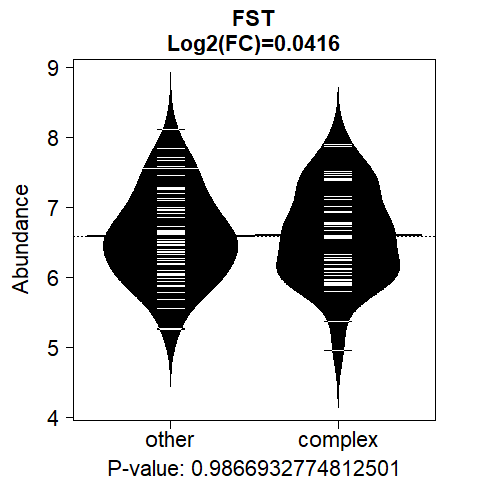 FST
Log2(FC)=0.0416
9
8
7
6
5
4
Abundance
other complex
P-value: 0.9866932774812501